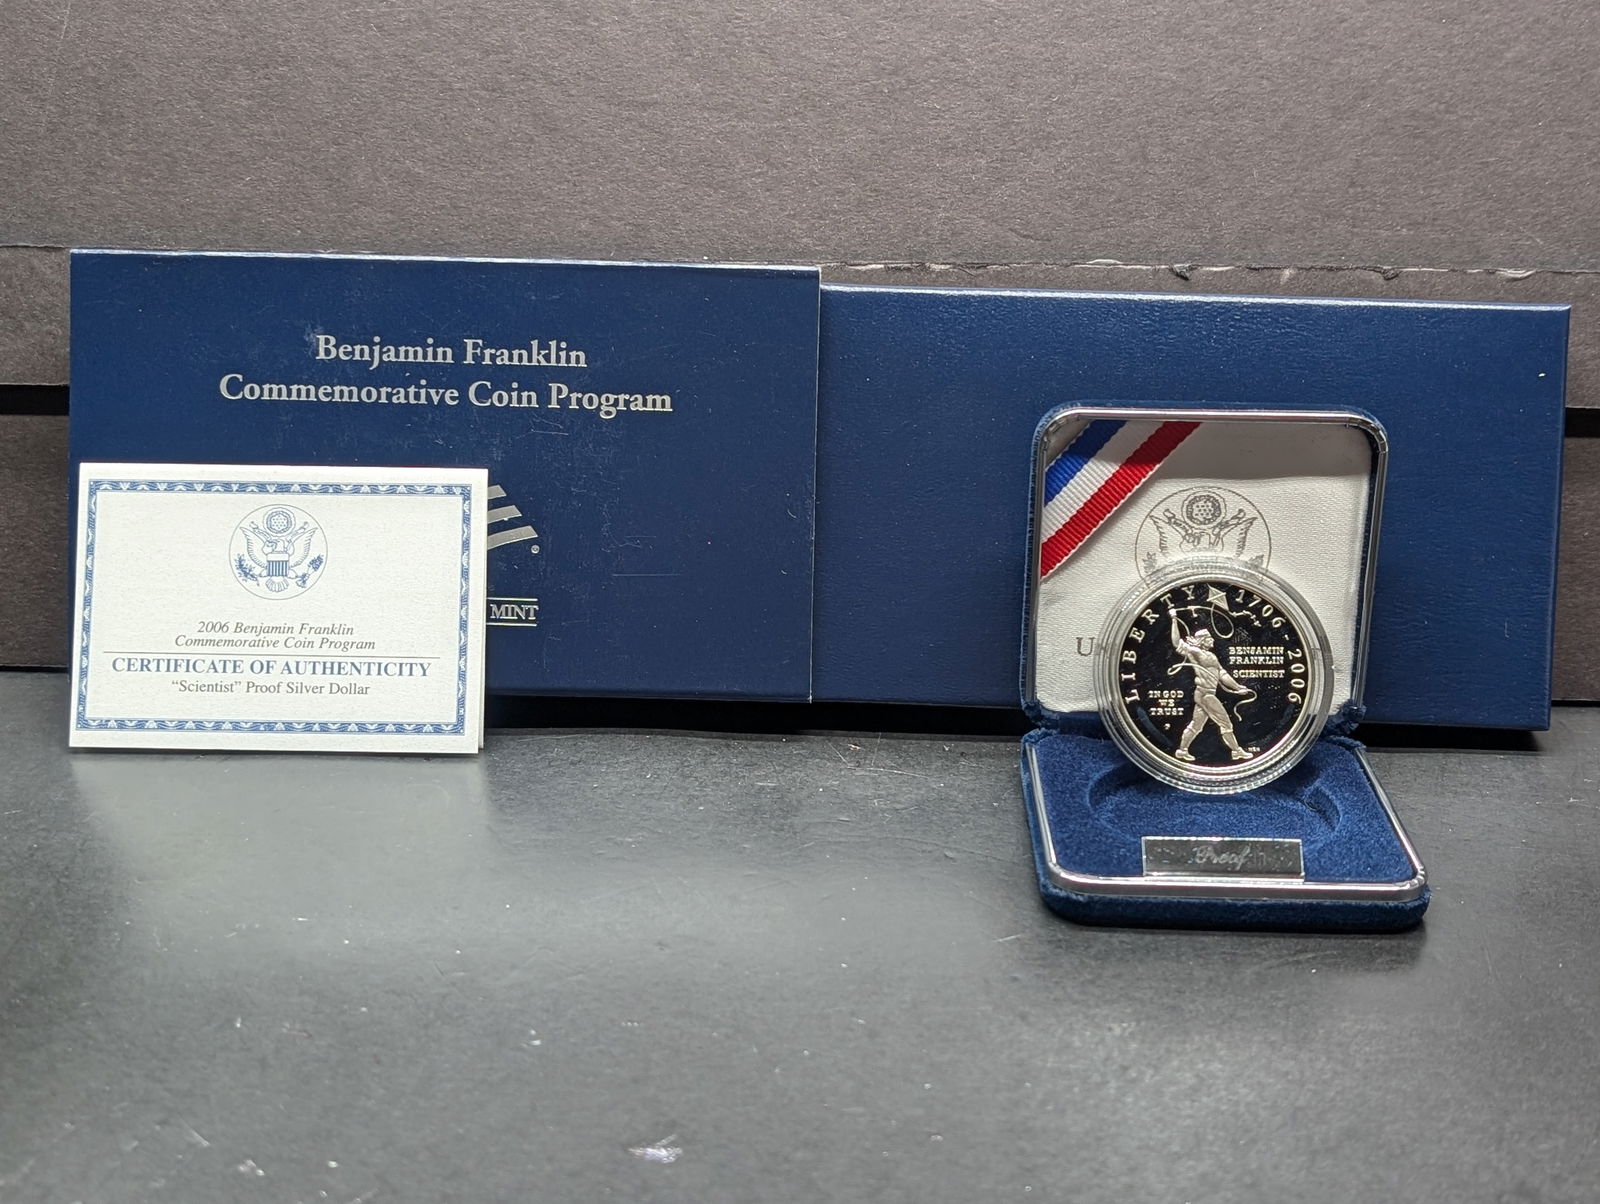 Benjamin Franklin
Commemorative Coin Program
MINT
2006 Benjamin Franklin
Commemorative Coin Program
CERTIFICATE OF AUTHENTICITY
“Scientist” Proof Silver Dollar
U
LIBERTY 1706-2006
BENJAMIN
FRANKLIN
SCIENTIST
IN GOD
WE
TRUST
P
Proof